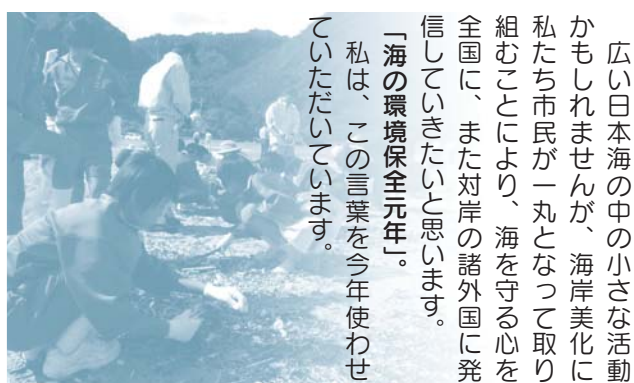 広い日本海の中の小さな活動
かもしれませんが、海岸美化に
私たち市民が一丸となって取り
組むことにより、海を守る心を
全国に、また対岸の諸外国に発
信していきたいと思います。
「海の環境保全元年」。
　私は、この言葉を今年使わせ
ていただいています。